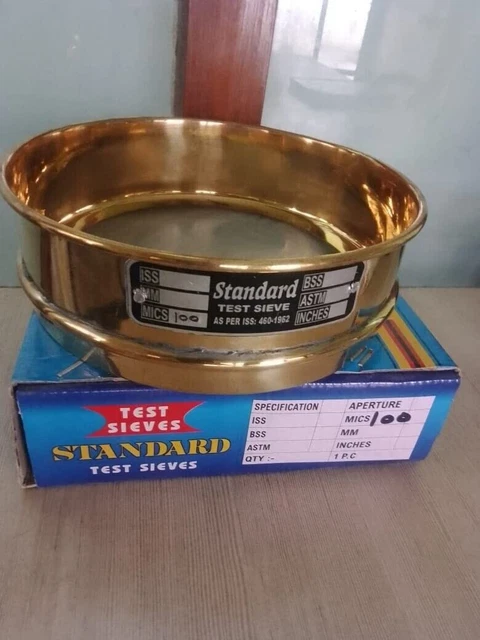 ISS
MM
MICS 100
Standard
TEST SIEVE
AS PER ISS: 460-1962
BSS
ASTM
INCHES
TEST
SIEVES
STANDARD
TEST SIEVES
SPECIFICATION APERTURE
ISS MICS 100
BSS MM
ASTM INCHES
QTY :- 1 P.C